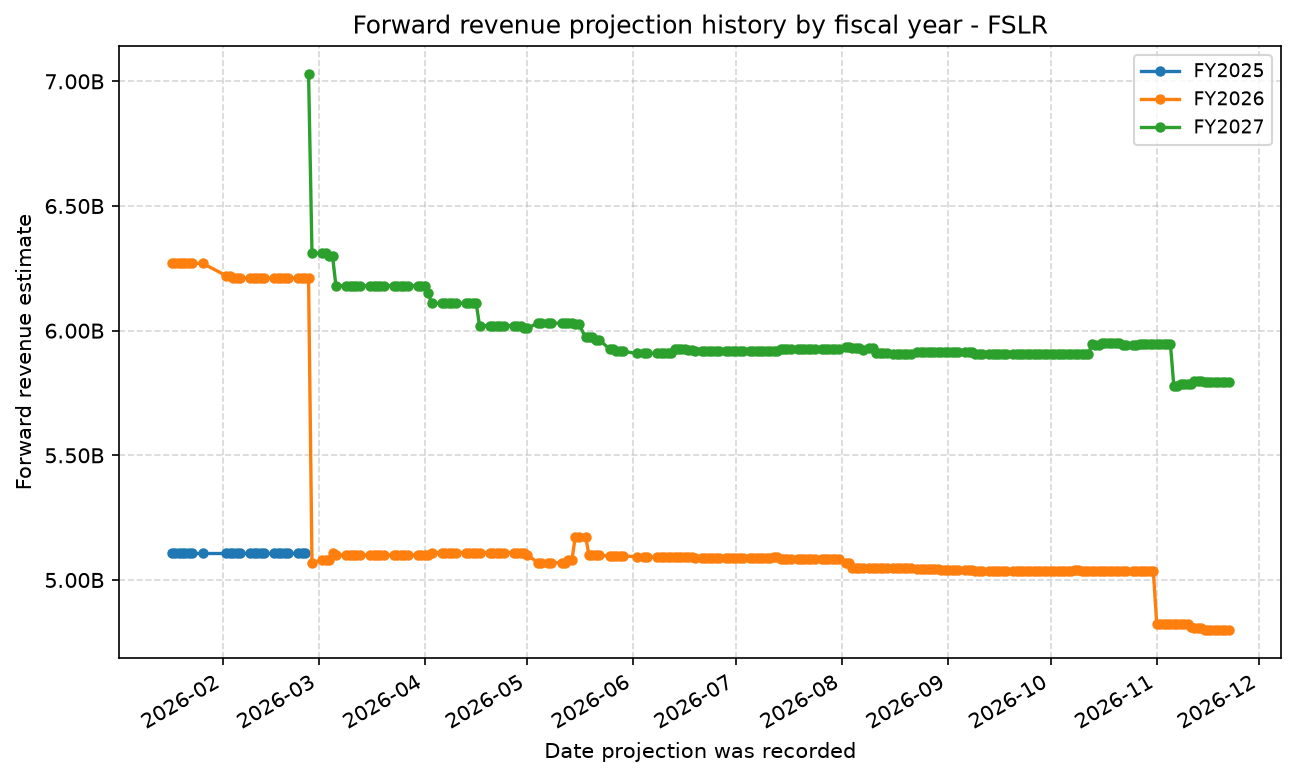 Forward revenue projection history by fiscal year - FSLR
FY2025
FY2026
FY2027
Forward revenue estimate
7.00B
6.50B
6.00B
5.50B
5.00B
2026-02
2026-03
2026-04
2026-05
2026-06
2026-07
2026-08
2026-09
2026-10
2026-11
2026-12
Date projection was recorded